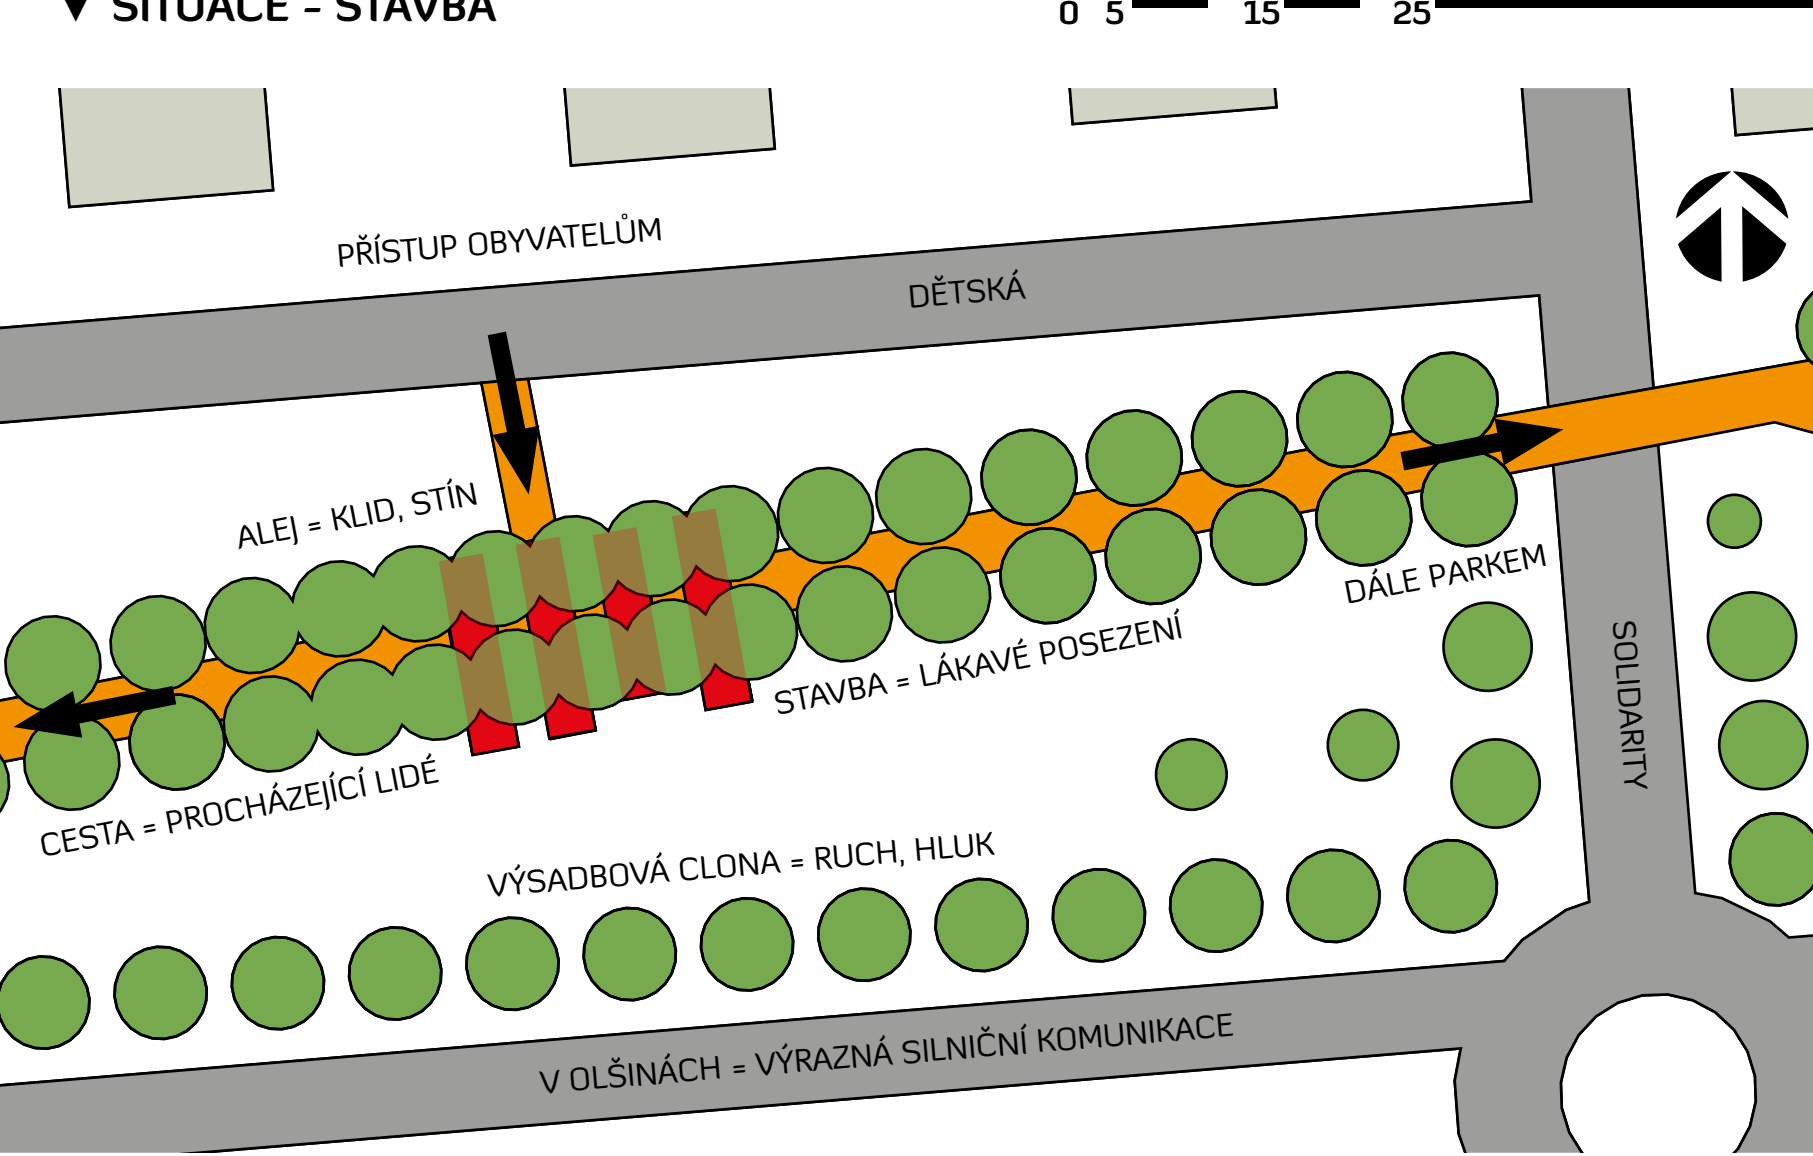 ▼ SITUACE - STAVBA
0 5 15 25
PŘÍSTUP OBYVATELŮM
DĚTSKÁ
ALEJ = KLID, STÍN
DÁLE PARKEM
STAVBA = LÁKAVÉ POSEZENÍ
SOLIDARITY
CESTA = PROCHÁZEJÍCÍ LIDÉ
VÝSADBOVÁ CLONA = RUCH, HLUK
V OLŠINÁCH = VÝRAZNÁ SILNIČNÍ KOMUNIKACE